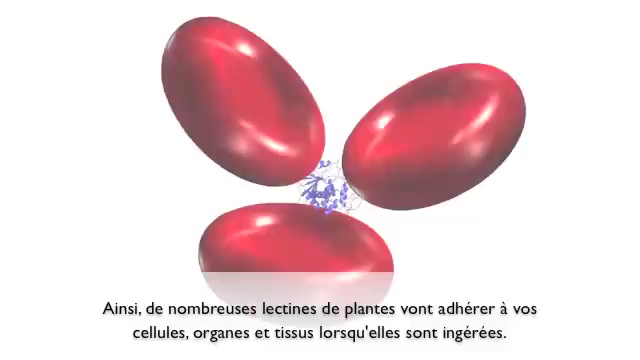 Ainsi, de nombreuses lectines de plantes vont adhérer à vos
cellules, organes et tissus lorsqu'elles sont ingérées.